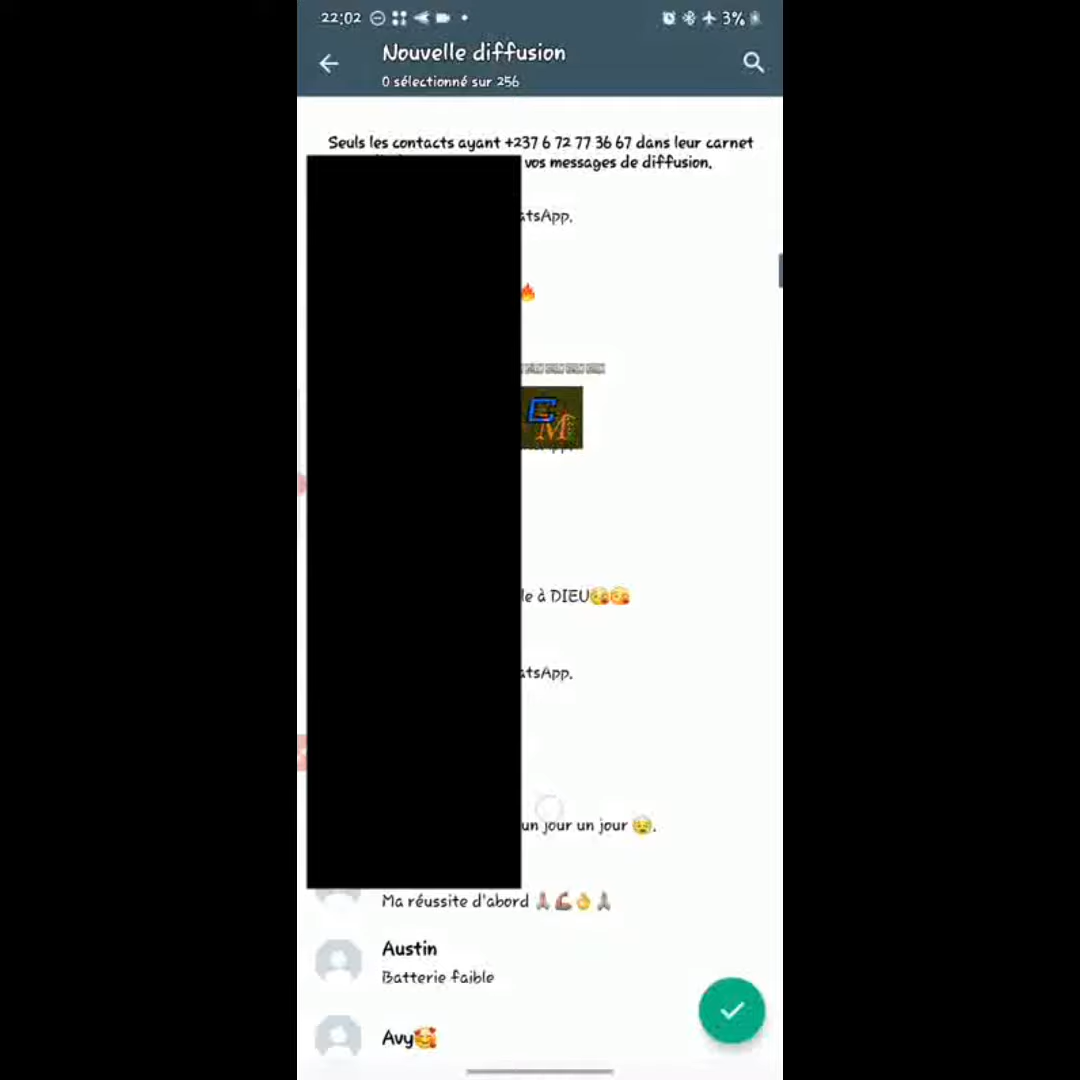 22:02
3%
Nouvelle diffusion
0 sélectionné sur 256
Seuls les contacts ayant +237 6 72 77 36 67 dans leur carnet
vos messages de diffusion.
atsApp.
🔥
CM
le à DIEU
atsApp.
un jour un jour
Ma réussite d'abord 🙏💪👌🙏
Austin
Batterie faible
Avy🥰